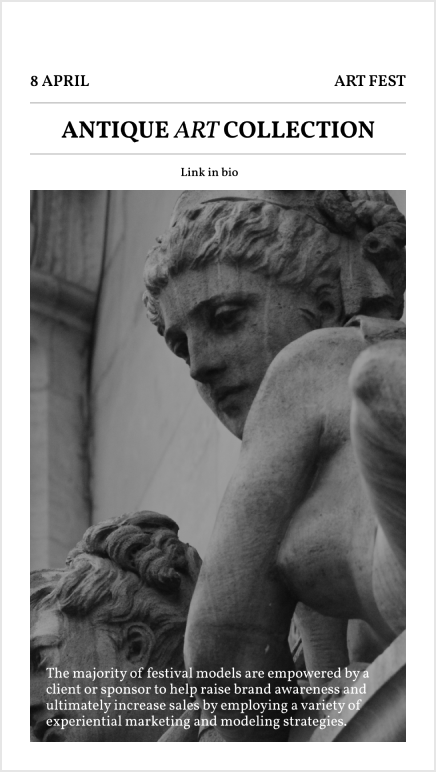 8 APRIL
ART FEST
ANTIQUE ART COLLECTION
Link in bio
The majority of festival models are empowered by a
client or sponsor to help raise brand awareness and
ultimately increase sales by employing a variety of
experiential marketing and modeling strategies.